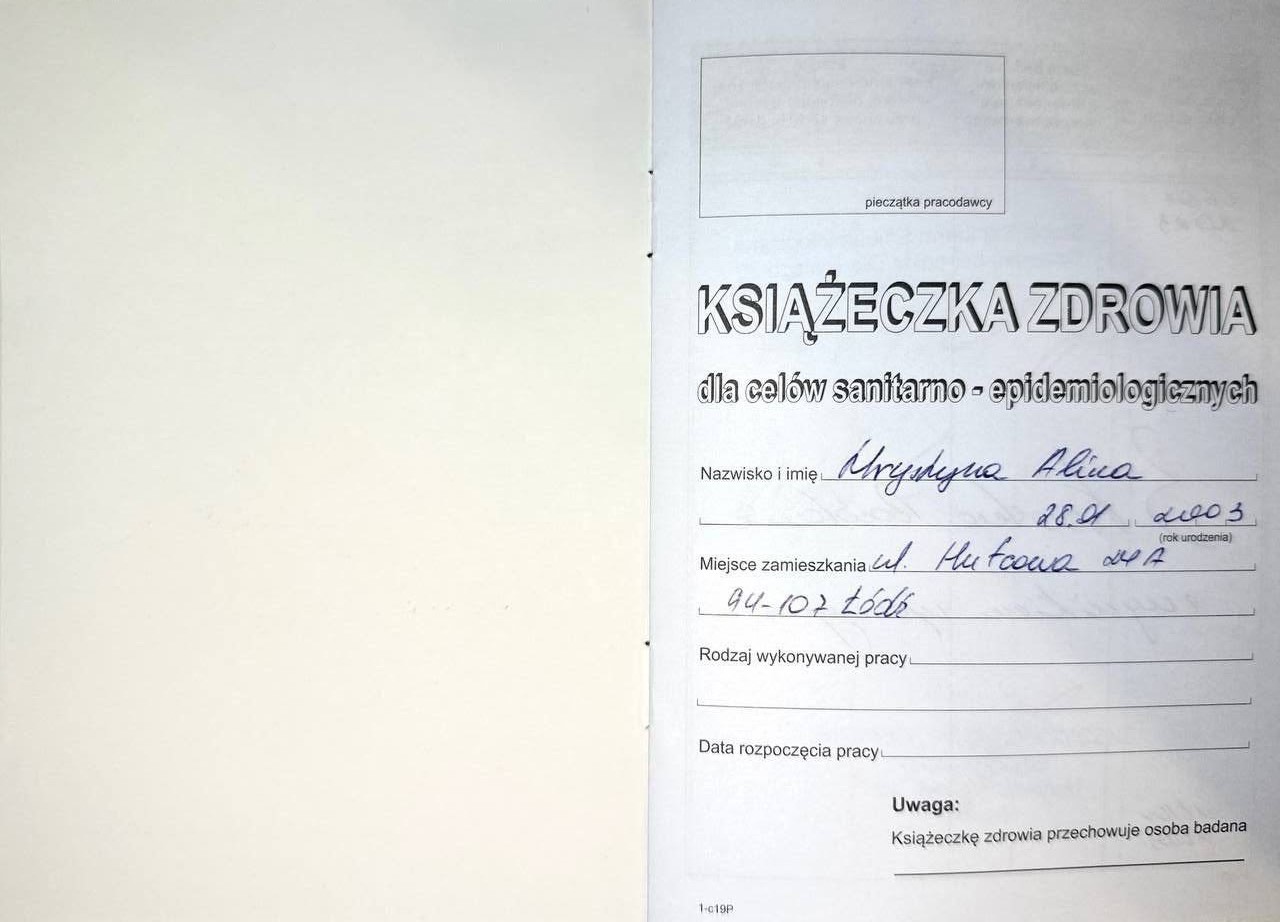 pieczątka pracodawcy
KSIĄŻECZKA ZDROWIA
dla celów sanitarno - epidemiologicznych
Nazwisko i imię Alina
28.01 2003
(rok urodzenia)
Miejsce zamieszkania ul. 24A
94-107 Łódź
Rodzaj wykonywanej pracy
Data rozpoczęcia pracy
Uwaga:
Książeczkę zdrowia przechowuje osoba badana
1-c19P